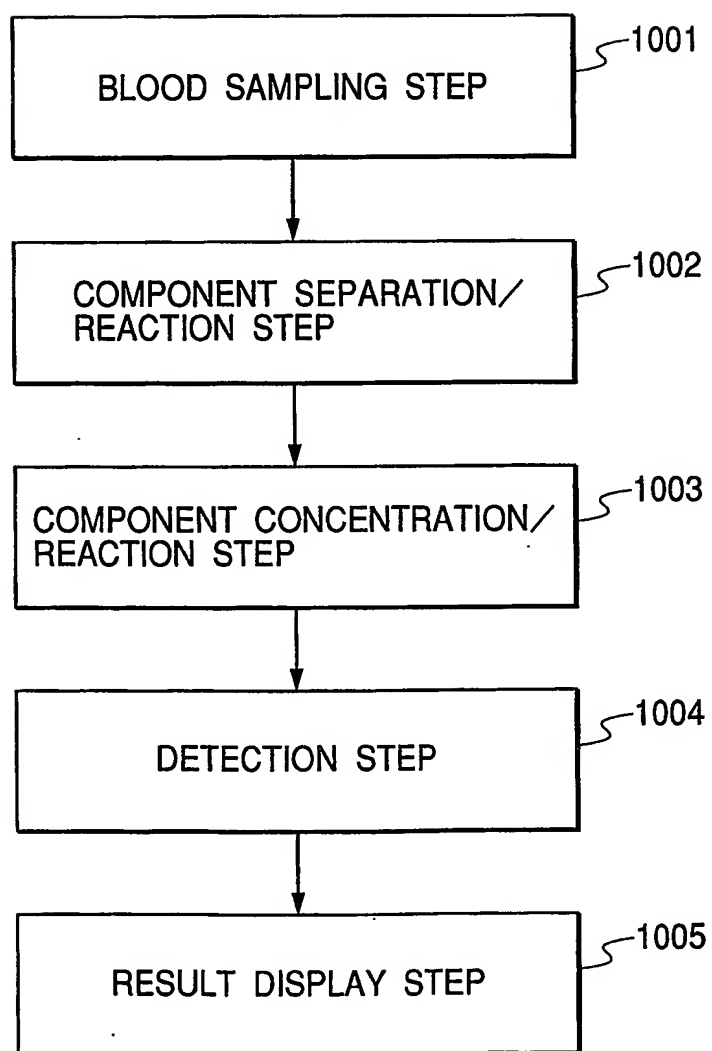 1001
BLOOD SAMPLING STEP
1002
COMPONENT SEPARATION/
REACTION STEP
1003
COMPONENT CONCENTRATION/
REACTION STEP
1004
DETECTION STEP
1005
RESULT DISPLAY STEP